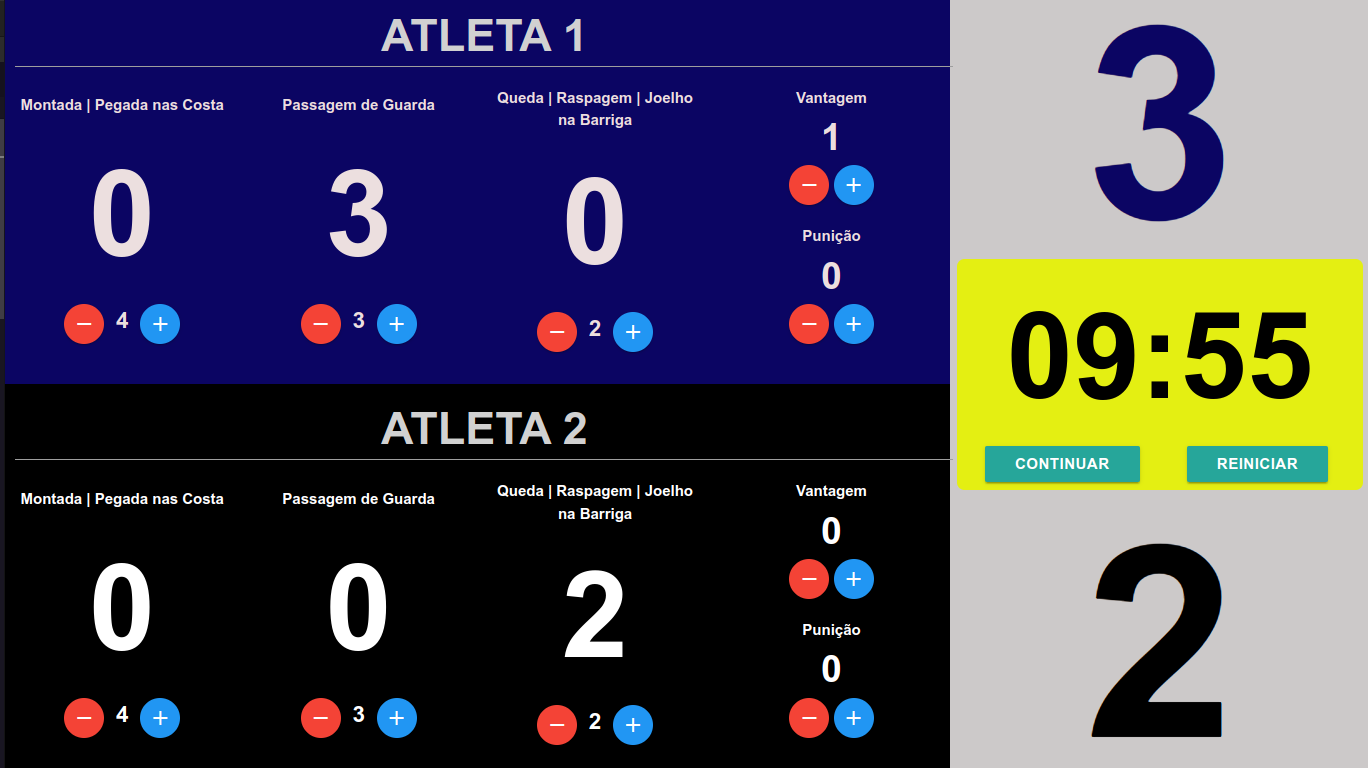 ATLETA 1
Montada | Pegada nas Costa
0
− 4 +
Passagem de Guarda
3
− 3 +
Queda | Raspagem | Joelho
na Barriga
0
− 2 +
Vantagem
1
− +
Punição
0
− +
ATLETA 2
Montada | Pegada nas Costa
0
− 4 +
Passagem de Guarda
0
− 3 +
Queda | Raspagem | Joelho
na Barriga
2
− 2 +
Vantagem
0
− +
Punição
0
− +
3
09:55
CONTINUAR
REINICIAR
2